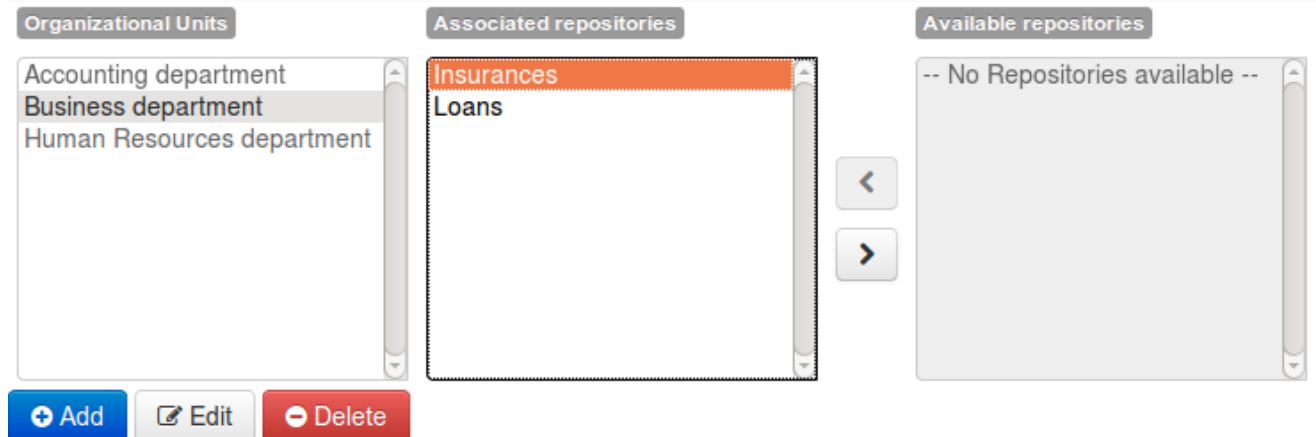 Organizational Units
Associated repositories
Available repositories
Accounting department
Business department
Human Resources department
Insurances
Loans
-- No Repositories available --
Add
Edit
Delete